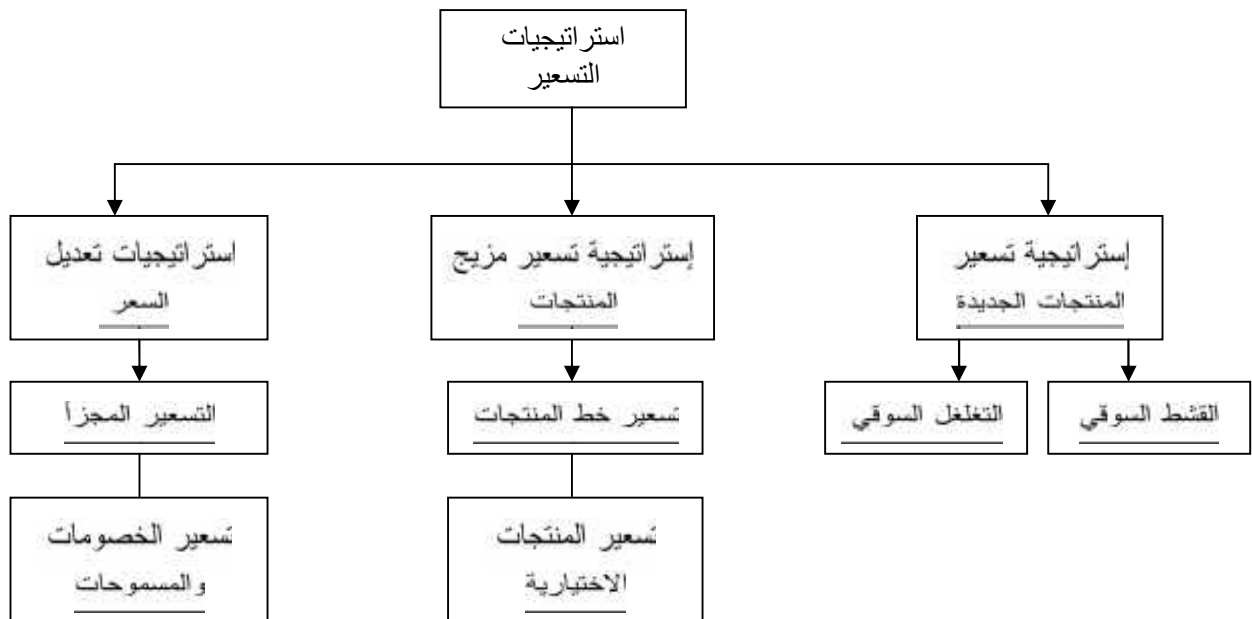 استراتيجيات
التسعير
إستراتيجية تسعير
المنتجات الجديدة
إستراتيجية تسعير مزيج
المنتجات
استراتيجيات تعديل
السعر
القشط السوقي
التغلغل السوقي
تسعير خط المنتجات
التسعير المجزأ
تسعير المنتجات
الاختيارية
تسعير الخصومات
والمسموحات